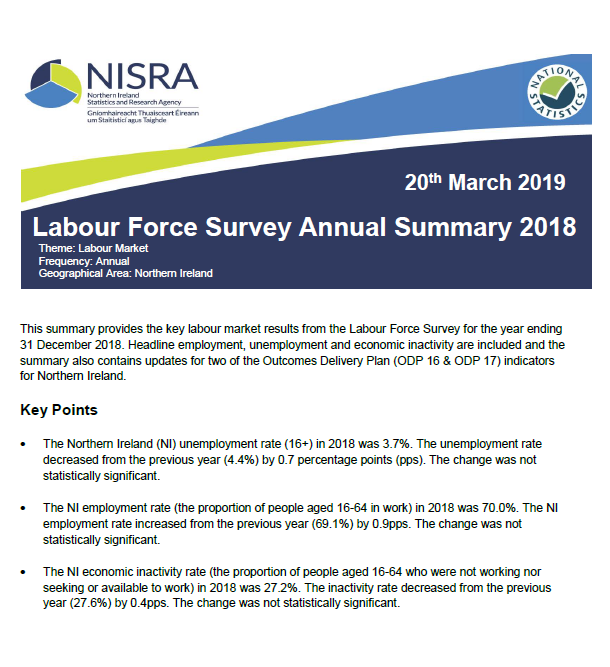 NISRA
Northern Ireland
Statistics and Research Agency
Gníomhaireacht Thuaisceart Éireann
um Staitisticí agus Taighde
NATIONAL
STATISTICS
20th March 2019
Labour Force Survey Annual Summary 2018
Theme: Labour Market
Frequency: Annual
Geographical Area: Northern Ireland
This summary provides the key labour market results from the Labour Force Survey for the year ending
31 December 2018. Headline employment, unemployment and economic inactivity are included and the
summary also contains updates for two of the Outcomes Delivery Plan (ODP 16 & ODP 17) indicators
for Northern Ireland.
Key Points
• The Northern Ireland (NI) unemployment rate (16+) in 2018 was 3.7%. The unemployment rate
decreased from the previous year (4.4%) by 0.7 percentage points (pps). The change was not
statistically significant.
• The NI employment rate (the proportion of people aged 16-64 in work) in 2018 was 70.0%. The NI
employment rate increased from the previous year (69.1%) by 0.9pps. The change was not
statistically significant.
• The NI economic inactivity rate (the proportion of people aged 16-64 who were not working nor
seeking or available to work) in 2018 was 27.2%. The inactivity rate decreased from the previous
year (27.6%) by 0.4pps. The change was not statistically significant.